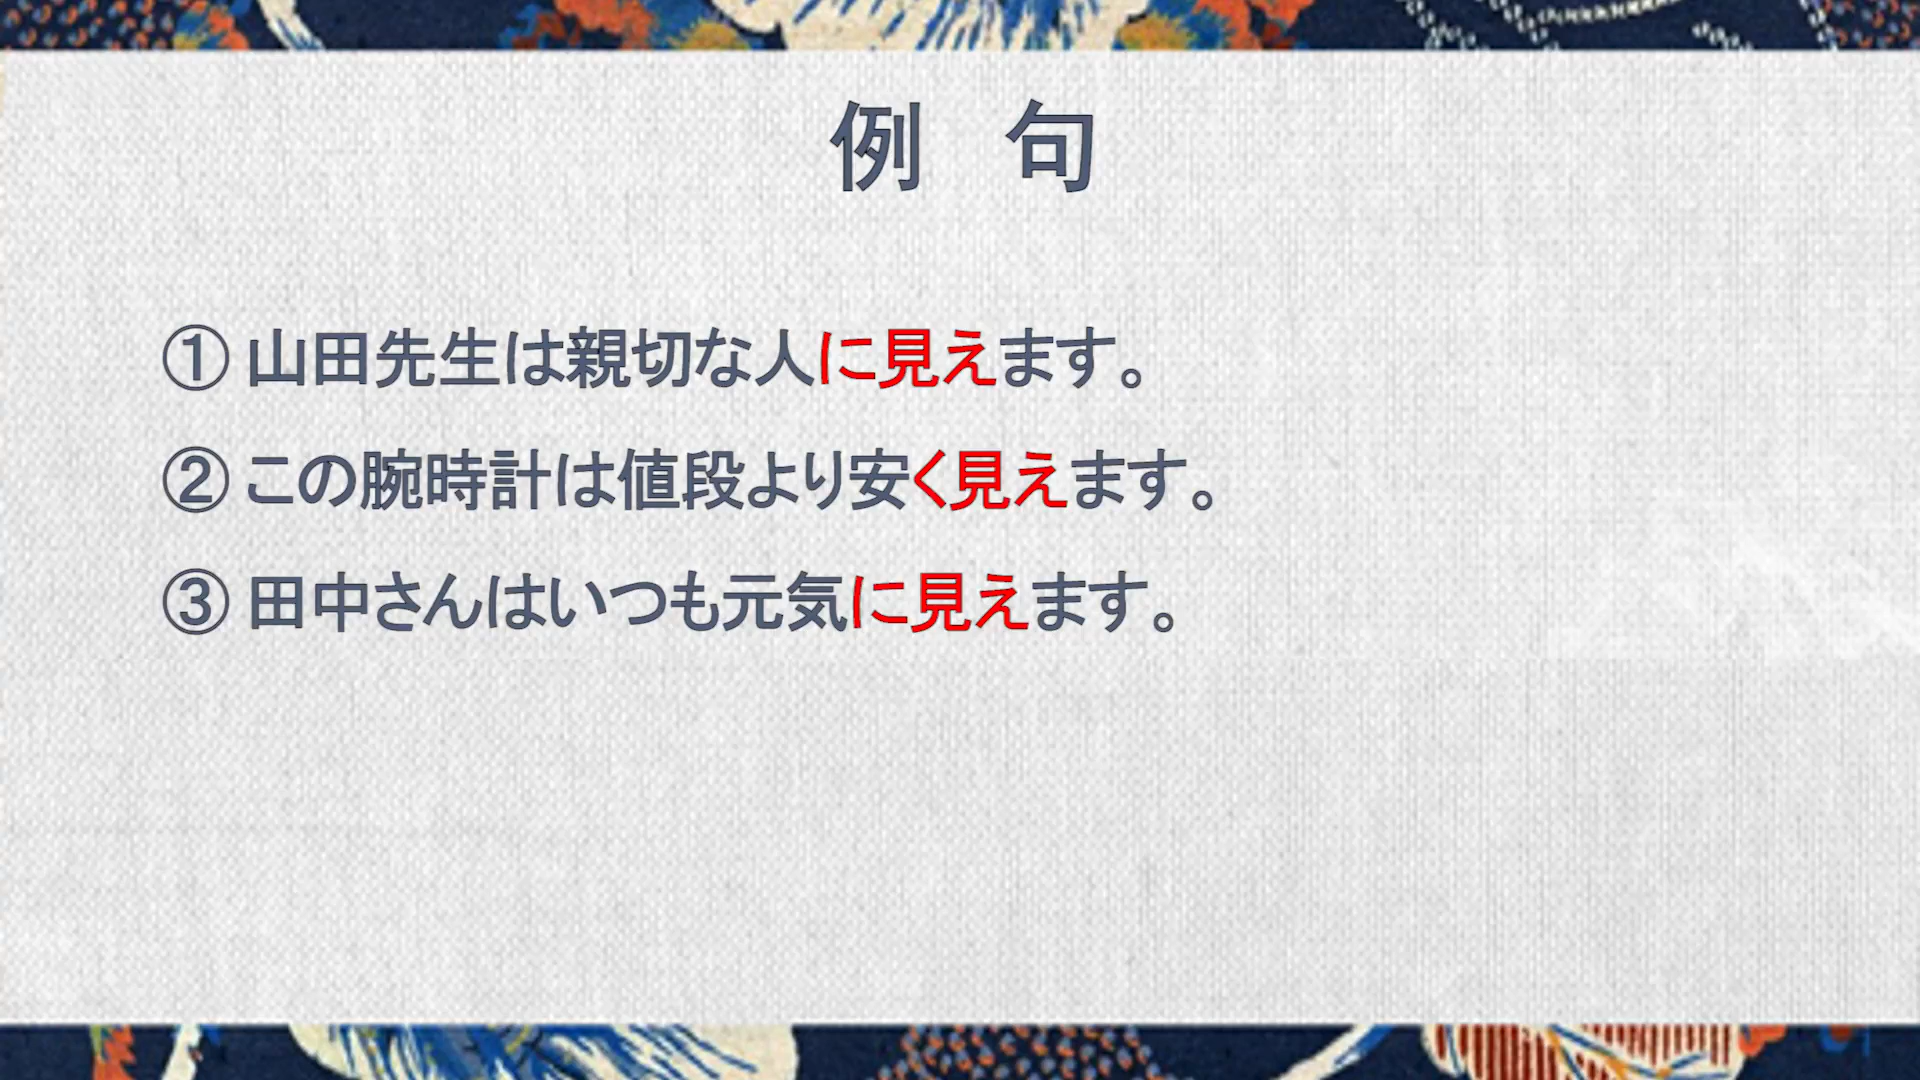 例　句
① 山田先生は親切な人に見えます。
② この腕時計は値段より安く見えます。
③ 田中さんはいつも元気に見えます。